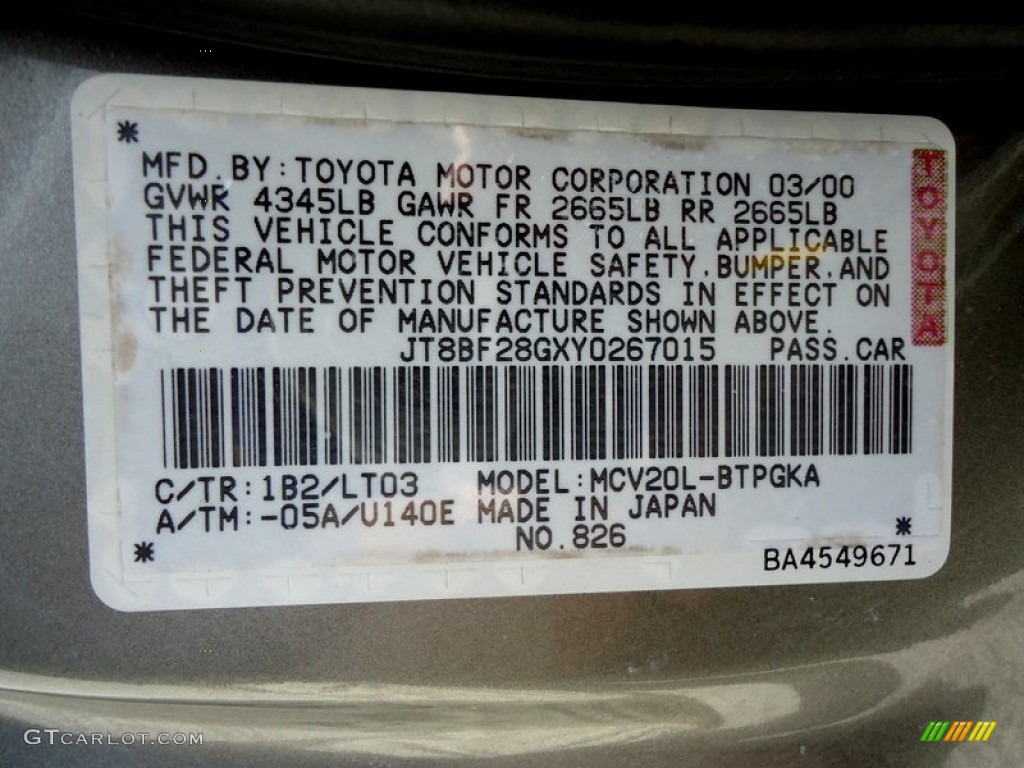 MFD.BY:TOYOTA MOTOR CORPORATION 03/00
GVWR 4345LB GAWR FR 2665LB RR 2665LB
THIS VEHICLE CONFORMS TO ALL APPLICABLE
FEDERAL MOTOR VEHICLE SAFETY.BUMPER.AND
THEFT PREVENTION STANDARDS IN EFFECT ON
THE DATE OF MANUFACTURE SHOWN ABOVE.
JT8BF28GXY0267015 PASS.CAR
C/TR:1B2/LT03 MODEL:MCV20L-BTPGKA
A/TM:-05A/U140E MADE IN JAPAN
NO.826
BA4549671
TOYOTA
GTCARLOT.COM